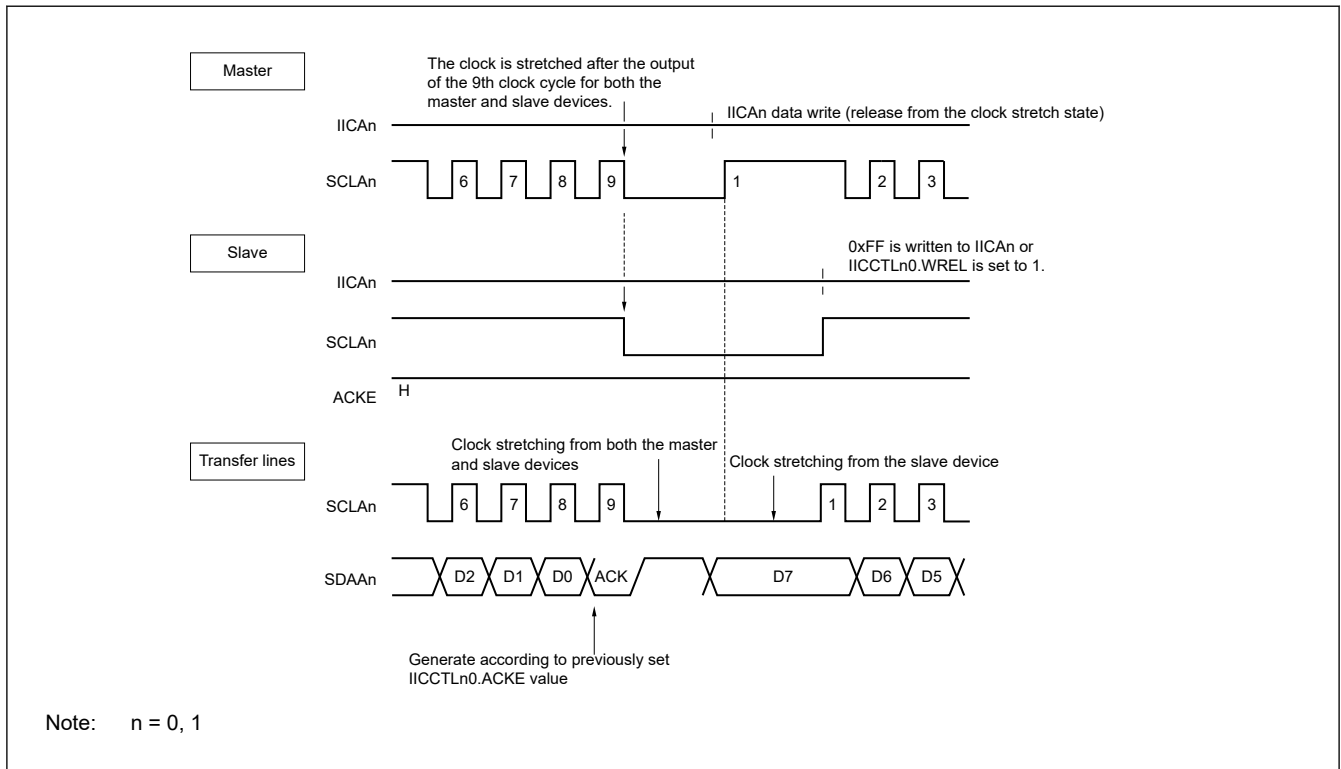 Master
The clock is stretched after the output
of the 9th clock cycle for both the
master and slave devices.
IICAn data write (release from the clock stretch state)
IICAn
SCLAn
6 7 8 9 1 2 3
Slave
0xFF is written to IICAn or
IICCTLn0.WREL is set to 1.
IICAn
SCLAn
ACKE H
Transfer lines
Clock stretching from both the master
and slave devices
Clock stretching from the slave device
SCLAn
6 7 8 9 1 2 3
SDAAn
D2 D1 D0 ACK D7 D6 D5
Generate according to previously set
IICCTLn0.ACKE value
Note: n = 0, 1